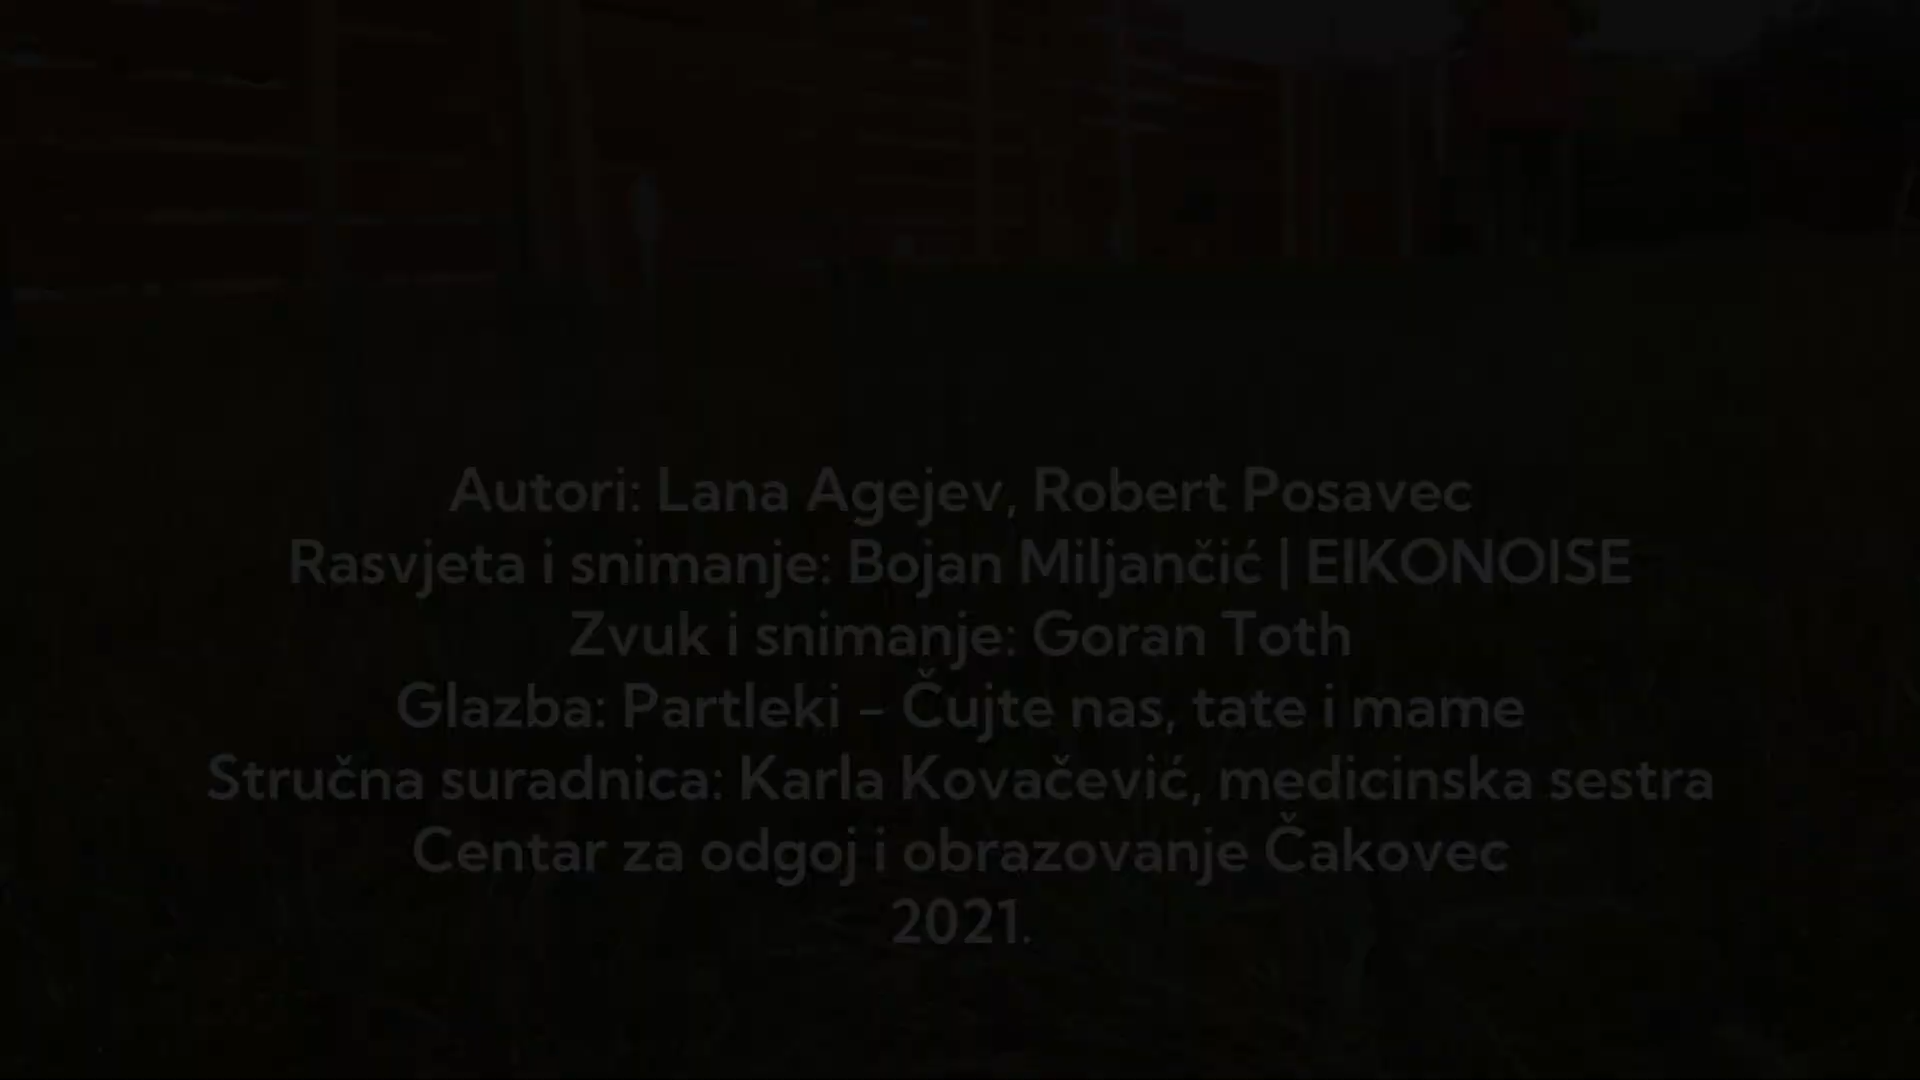 Autori: Lana Agejev, Robert Posavec
Rasvjeta i snimanje: Bojan Miljančić | EIKONOISE
Zvuk i snimanje: Goran Toth
Glazba: Partleki – Čujte nas, tate i mame
Stručna suradnica: Karla Kovačević, medicinska sestra
Centar za odgoj i obrazovanje Čakovec
2021.